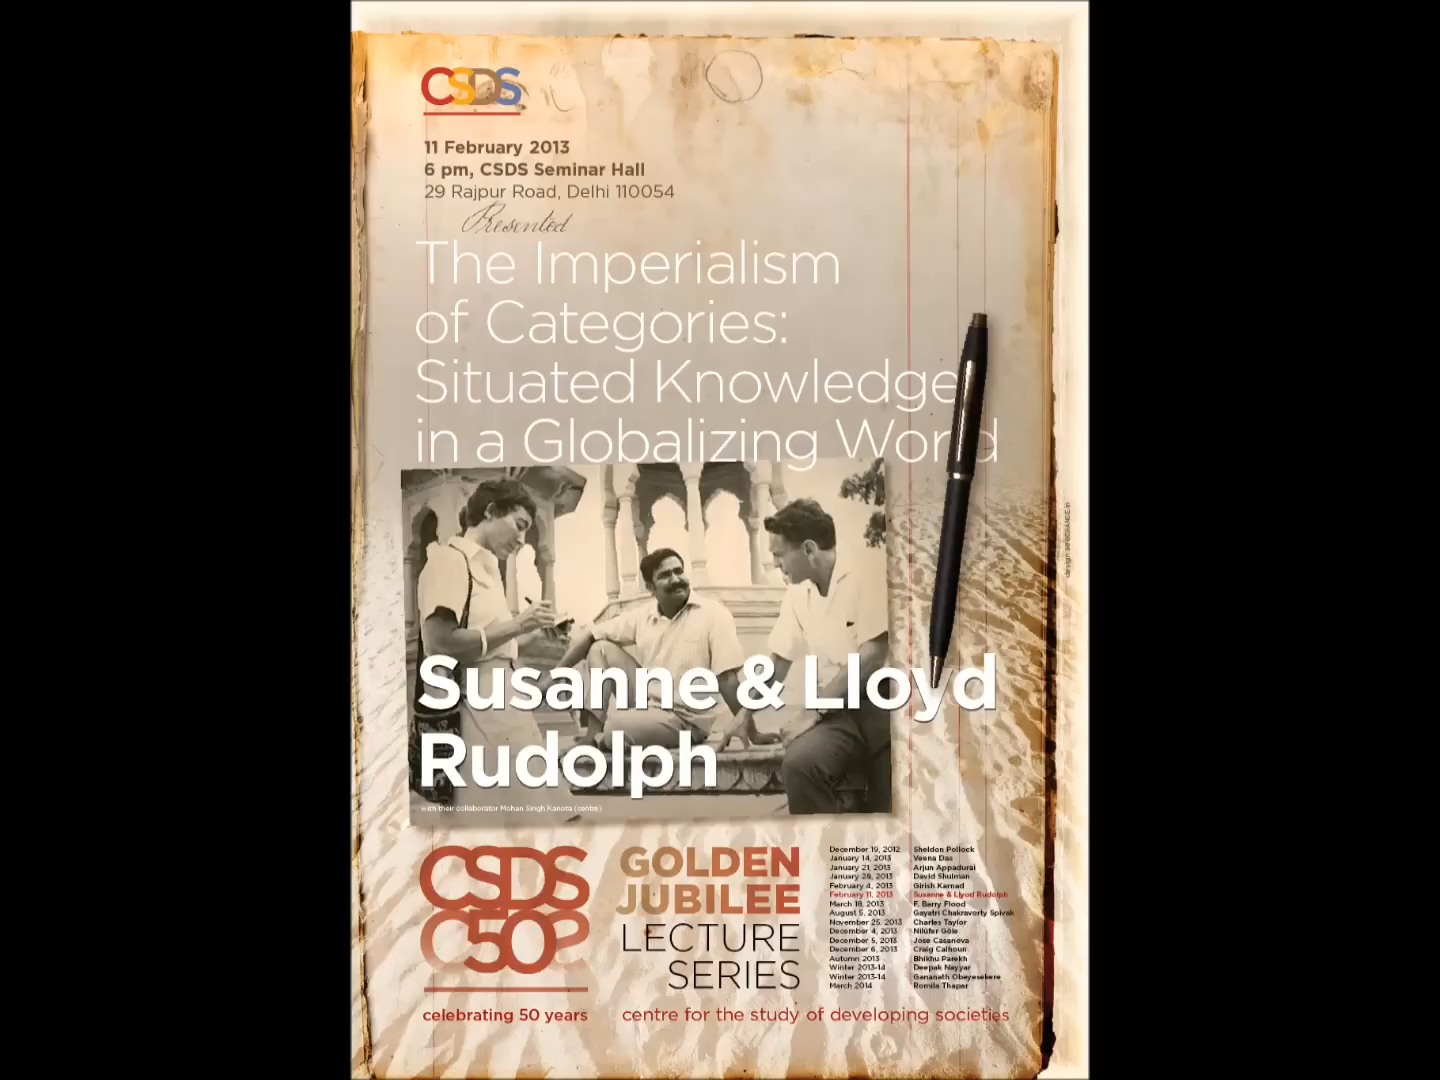 CSDS
11 February 2013
6 pm, CSDS Seminar Hall
29 Rajpur Road, Delhi 110054
Presented
The Imperialism
of Categories:
Situated Knowledge
in a Globalizing World
Susanne & Lloyd
Rudolph
with their collaborator Mohan Singh Kanota (centre)
CSDS
50
GOLDEN
JUBILEE
LECTURE
SERIES
December 19, 2012 Sheldon Pollock
January 14, 2013 Veena Das
January 21, 2013 Arjun Appadurai
January 28, 2013 David Shulman
February 4, 2013 Girish Karnad
February 11, 2013 Susanne & Llyod Rudolph
March 18, 2013 F. Barry Flood
August 5, 2013 Gayatri Chakravorty Spivak
November 25, 2013 Charles Taylor
December 4, 2013 Nilüfer Göle
December 5, 2013 Jose Casanova
December 6, 2013 Craig Calhoun
Autumn 2013 Bhikhu Parekh
Winter 2013-14 Deepak Nayyar
Winter 2013-14 Gananath Obeyesekere
March 2014 Romila Thapar
celebrating 50 years
centre for the study of developing societies